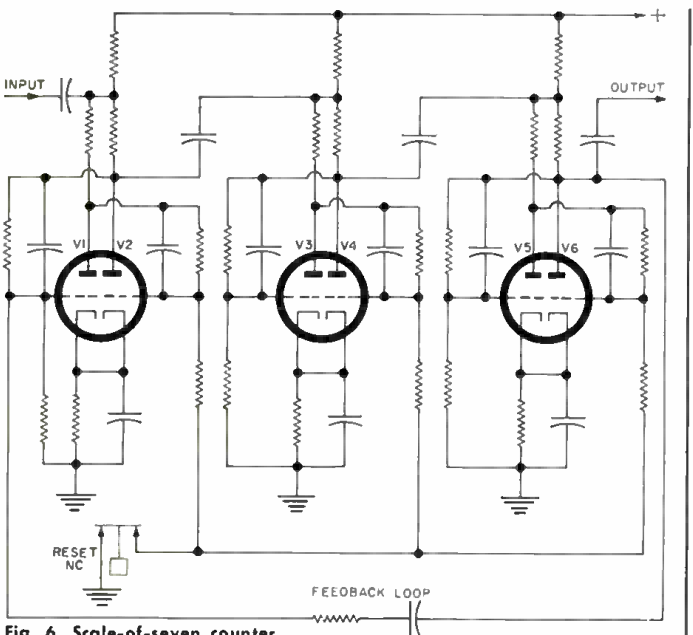 +
INPUT
OUTPUT
V1 V2
V3 V4
V5 V6
RESET
NC
FEEDBACK LOOP
Fig. 6 Scale-of-seven counter